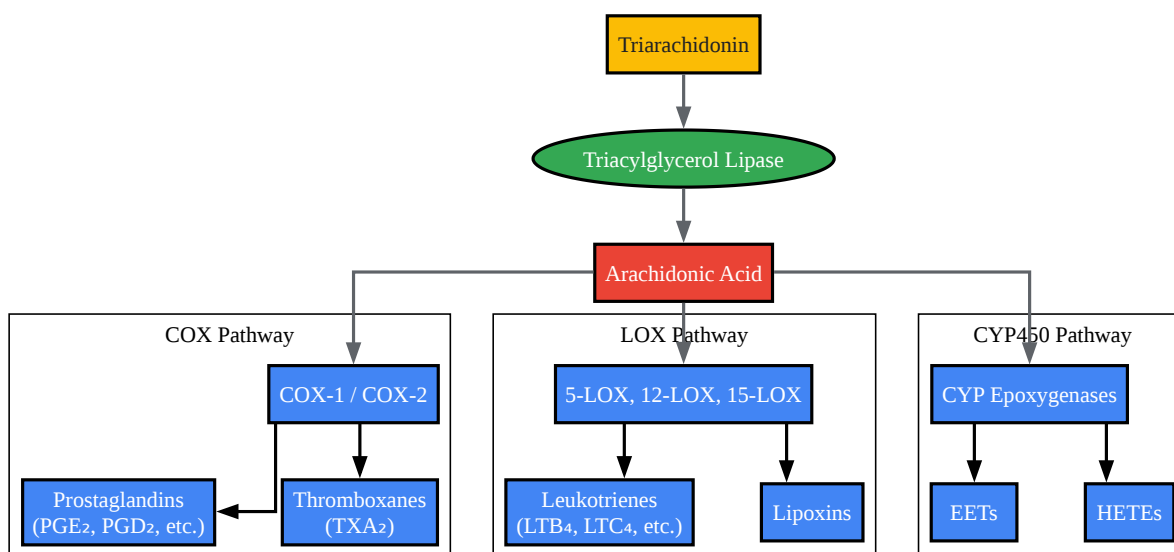 Triarachidonin
Triacylglycerol Lipase
Arachidonic Acid
COX Pathway
COX-1 / COX-2
Prostaglandins
(PGE₂, PGD₂, etc.)
Thromboxanes
(TXA₂)
LOX Pathway
5-LOX, 12-LOX, 15-LOX
Leukotrienes
(LTB₄, LTC₄, etc.)
Lipoxins
CYP450 Pathway
CYP Epoxygenases
EETs
HETEs